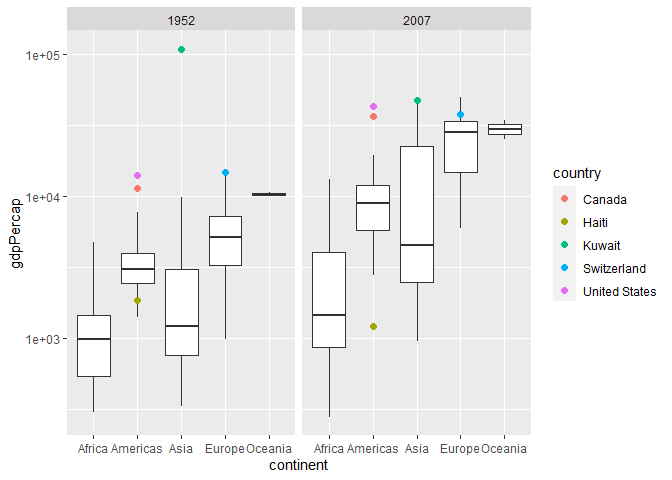 1952 2007
1e+05
1e+04
1e+03
gdpPercap
Africa Americas Asia Europe Oceania Africa Americas Asia Europe Oceania
continent
country
Canada
Haiti
Kuwait
Switzerland
United States